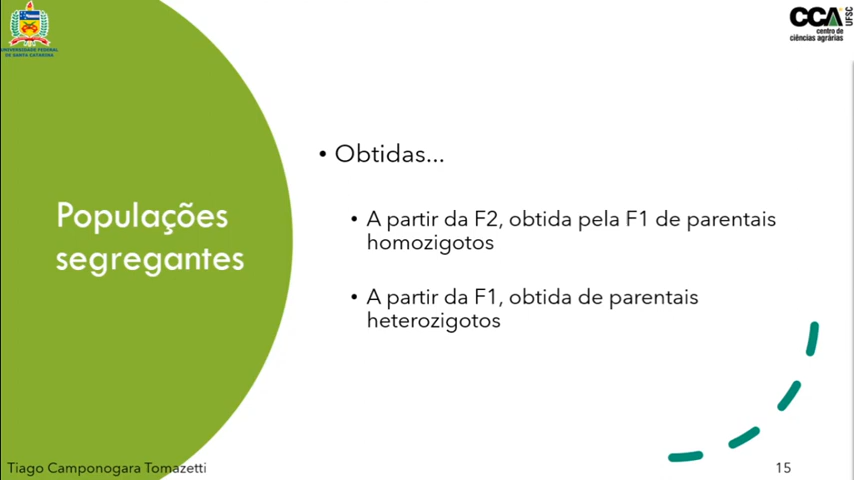 UNIVERSIDADE FEDERAL
DE SANTA CATARINA
CCA
UFSC
centro de
ciências agrárias
Populações
segregantes
• Obtidas...
• A partir da F2, obtida pela F1 de parentais
homozigotos
• A partir da F1, obtida de parentais
heterozigotos
Tiago Camponogara Tomazetti
15